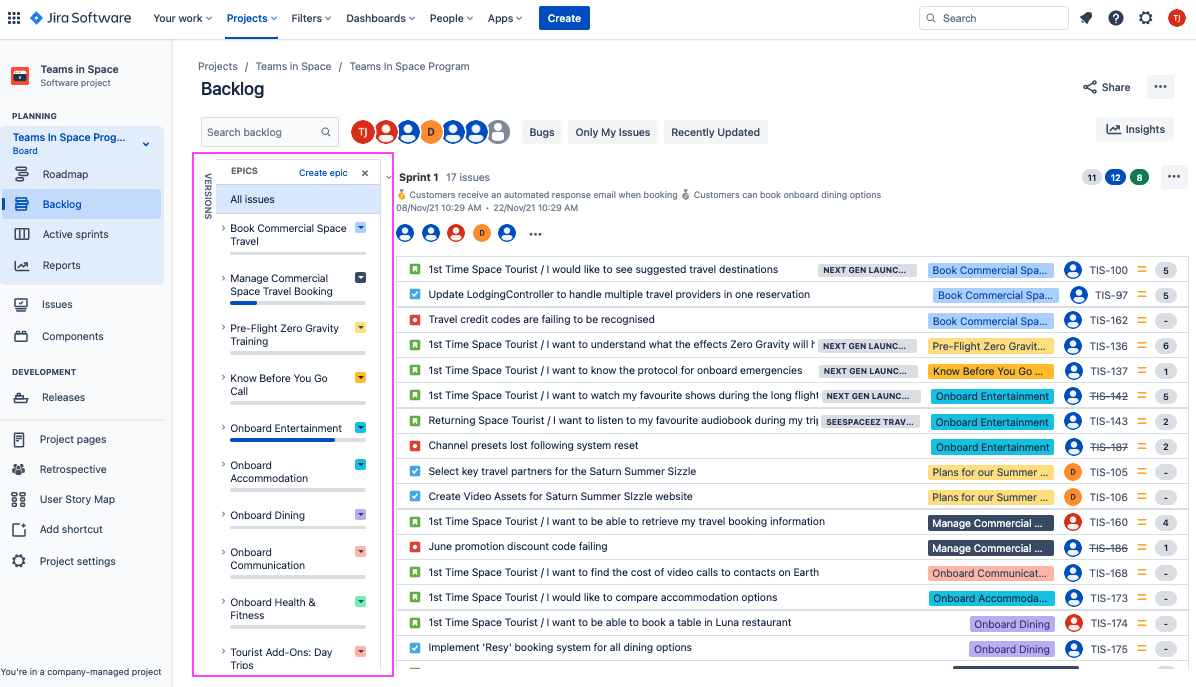 Jira Software
Your work
Projects
Filters
Dashboards
People
Apps
Create
Search
TJ
Teams in Space
Software project
PLANNING
Teams In Space Prog...
Board
Roadmap
Backlog
Active sprints
Reports
Issues
Components
DEVELOPMENT
Releases
Project pages
Retrospective
User Story Map
Add shortcut
Project settings
You're in a company-managed project
Projects / Teams in Space / Teams In Space Program
Backlog
Share
Search backlog
TJ
D
Bugs
Only My Issues
Recently Updated
Insights
VERSIONS
EPICS
Create epic
All issues
Book Commercial Space
Travel
Manage Commercial
Space Travel Booking
Pre-Flight Zero Gravity
Training
Know Before You Go
Call
Onboard Entertainment
Onboard
Accommodation
Onboard Dining
Onboard
Communication
Onboard Health &
Fitness
Tourist Add-Ons: Day
Trips
Sprint 1 17 issues
11 12 8
Customers receive an automated response email when booking Customers can book onboard dining options
08/Nov/21 10:29 AM • 22/Nov/21 10:29 AM
D
1st Time Space Tourist / I would like to see suggested travel destinations NEXT GEN LAUNC... Book Commercial Spa... TIS-100 5
Update LodgingController to handle multiple travel providers in one reservation Book Commercial Spa... TIS-97 5
Travel credit codes are failing to be recognised Book Commercial Spa... TIS-162 -
1st Time Space Tourist / I want to understand what the effects Zero Gravity will NEXT GEN LAUNC... Pre-Flight Zero Gravit... TIS-136 6
1st Time Space Tourist / I want to know the protocol for onboard emergencies NEXT GEN LAUNC... Know Before You Go ... TIS-137 1
1st Time Space Tourist / I want to watch my favourite shows during the long flight NEXT GEN LAUNC... Onboard Entertainment TIS-142 5
Returning Space Tourist / I want to listen to my favourite audiobook during my trip SEESPACEEZ TRAV... Onboard Entertainment TIS-143 2
Channel presets lost following system reset Onboard Entertainment TIS-187 2
Select key travel partners for the Saturn Summer Sizzle Plans for our Summer ... D TIS-105 -
Create Video Assets for Saturn Summer SIzzle website Plans for our Summer ... D TIS-106 -
1st Time Space Tourist / I want to be able to retrieve my travel booking information Manage Commercial ... TIS-160 4
June promotion discount code failing Manage Commercial ... TIS-186 1
1st Time Space Tourist / I want to find the cost of video calls to contacts on Earth Onboard Communicat... TIS-168 -
1st Time Space Tourist / I would like to compare accommodation options Onboard Accommoda... TIS-173 -
1st Time Space Tourist / I want to be able to book a table in Luna restaurant Onboard Dining TIS-174 -
Implement 'Resy' booking system for all dining options Onboard Dining TIS-175 -